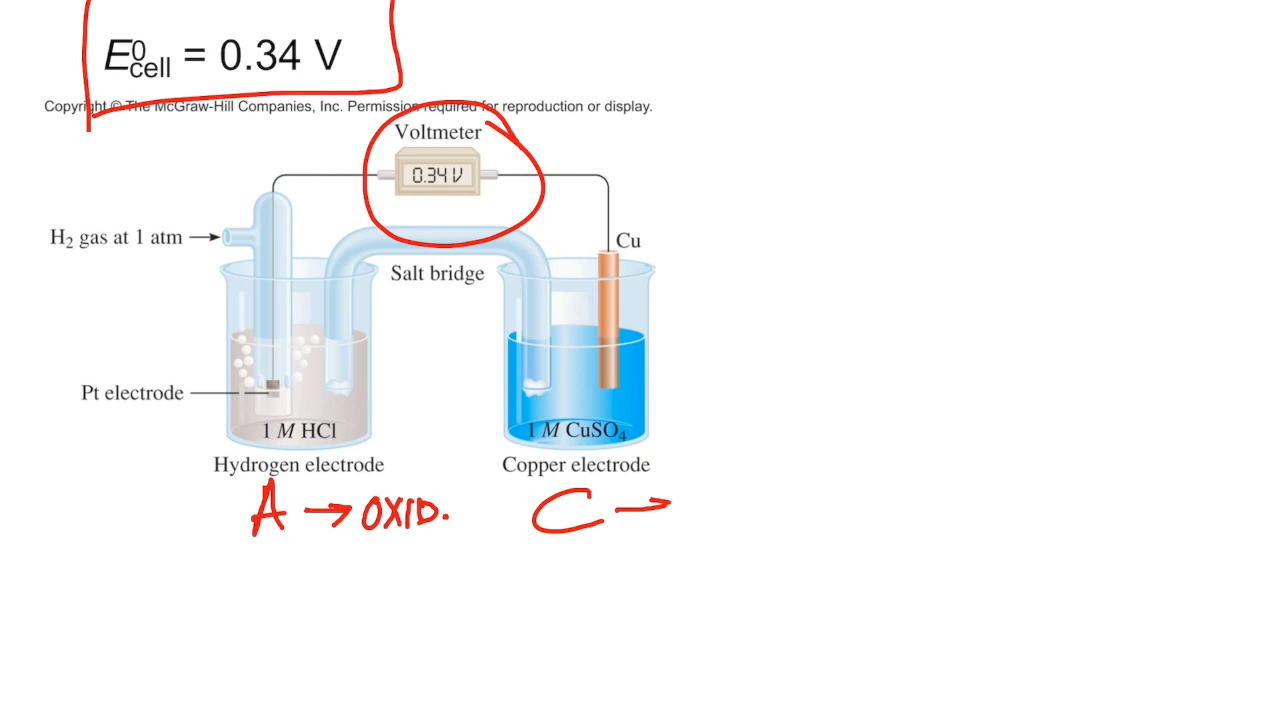 E⁰cell = 0.34 V
Copyright © The McGraw-Hill Companies, Inc. Permission required for reproduction or display.
Voltmeter
0.34 V
H₂ gas at 1 atm
Cu
Salt bridge
Pt electrode
1 M HCl
1 M CuSO₄
Hydrogen electrode
Copper electrode
A → OXID.
C →